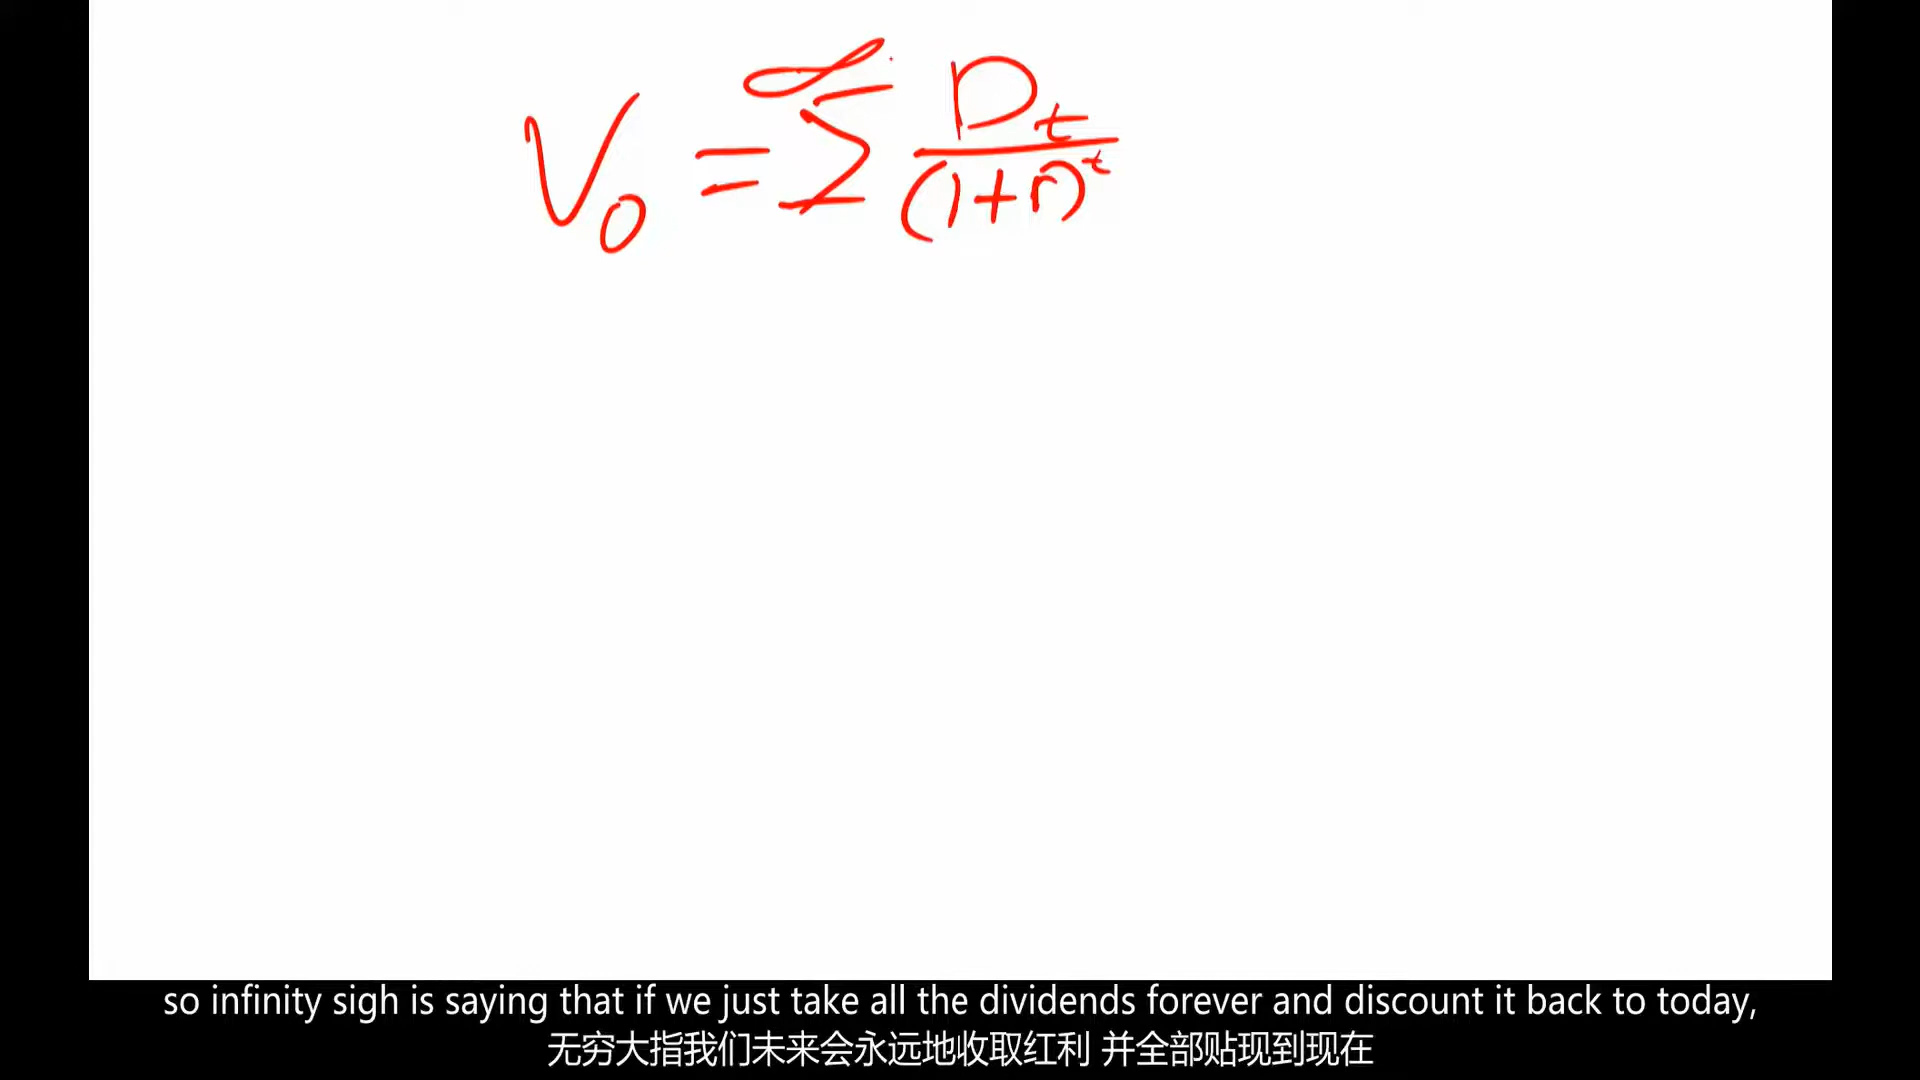 V₀ = ∞ Σ Dₜ / (1+r)ᵗ
so infinity sigh is saying that if we just take all the dividends forever and discount it back to today,
无穷大指我们未来会永远地收取红利 并全部贴现到现在